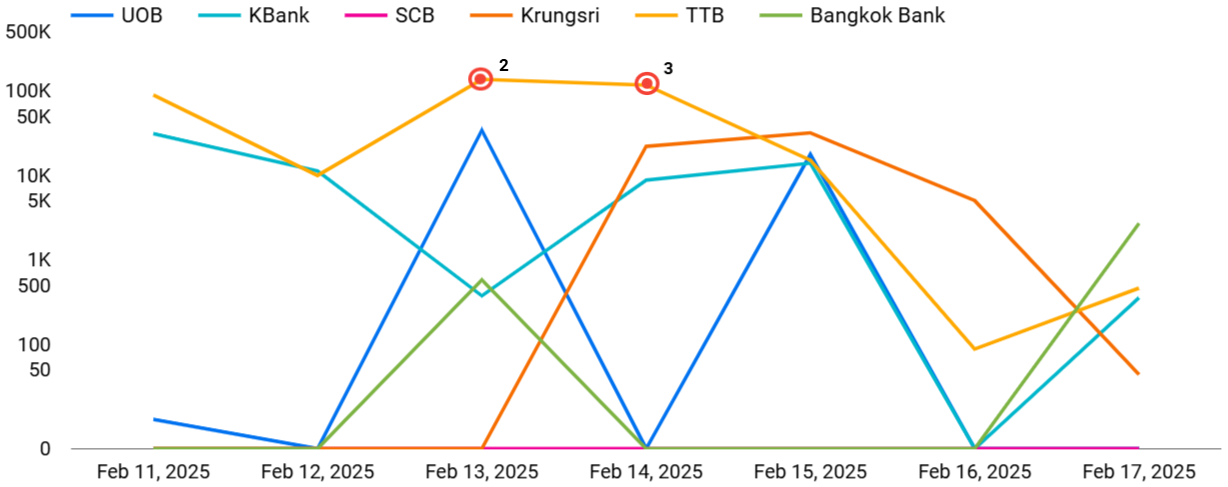 UOB KBank SCB Krungsri TTB Bangkok Bank
500K
2
3
100K
50K
10K
5K
1K
500
100
50
0
Feb 11, 2025 Feb 12, 2025 Feb 13, 2025 Feb 14, 2025 Feb 15, 2025 Feb 16, 2025 Feb 17, 2025